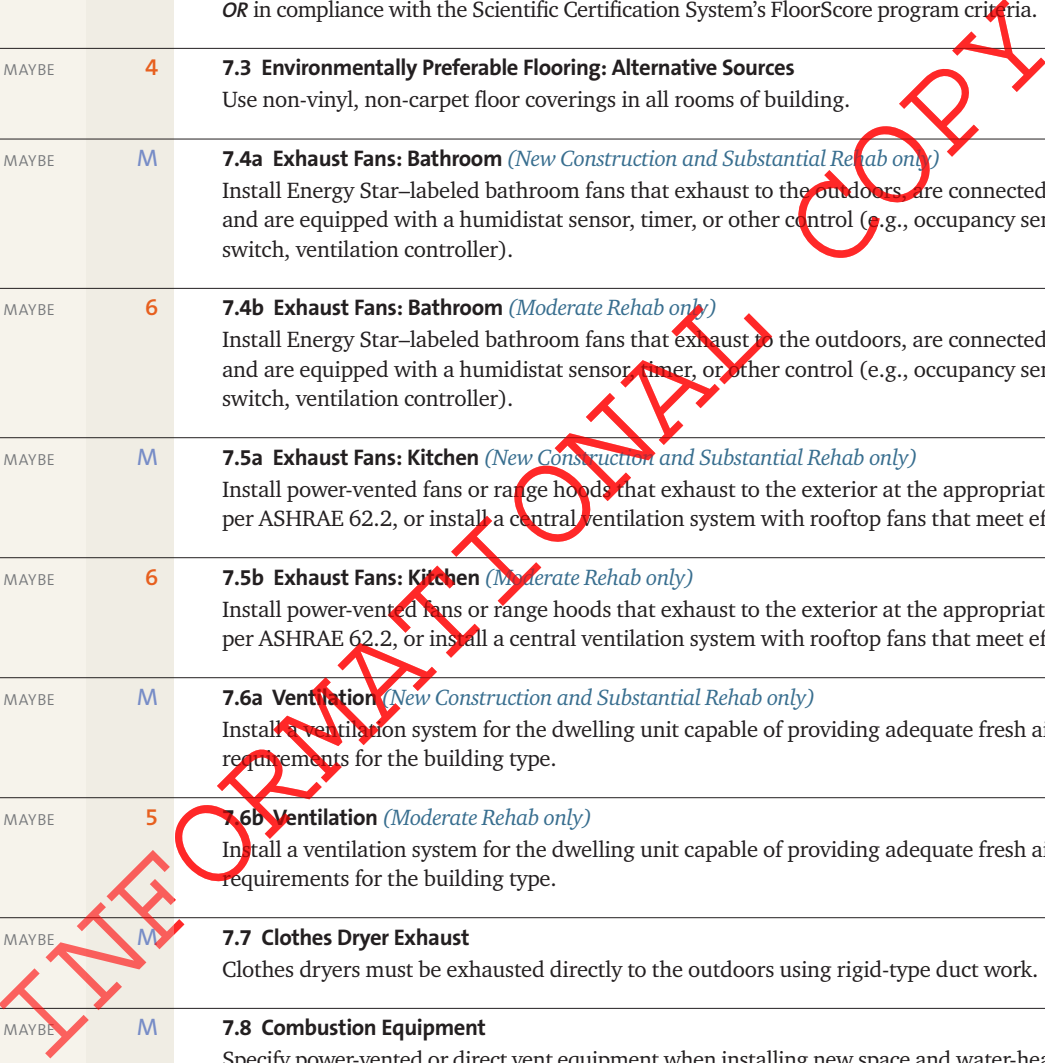 OR in compliance with the Scientific Certification System's FloorScore program criteria.
MAYBE 4 7.3 Environmentally Preferable Flooring: Alternative Sources
Use non-vinyl, non-carpet floor coverings in all rooms of building.
MAYBE M 7.4a Exhaust Fans: Bathroom (New Construction and Substantial Rehab only)
Install Energy Star–labeled bathroom fans that exhaust to the outdoors, are connected
and are equipped with a humidistat sensor, timer, or other control (e.g., occupancy
switch, ventilation controller).
MAYBE 6 7.4b Exhaust Fans: Bathroom (Moderate Rehab only)
Install Energy Star–labeled bathroom fans that exhaust to the outdoors, are connected
and are equipped with a humidistat sensor, timer, or other control (e.g., occupancy
switch, ventilation controller).
MAYBE M 7.5a Exhaust Fans: Kitchen (New Construction and Substantial Rehab only)
Install power-vented fans or range hoods that exhaust to the exterior at the
per ASHRAE 62.2, or install a central ventilation system with rooftop fans that meet
MAYBE 6 7.5b Exhaust Fans: Kitchen (Moderate Rehab only)
Install power-vented fans or range hoods that exhaust to the exterior at the
per ASHRAE 62.2, or install a central ventilation system with rooftop fans that meet
MAYBE M 7.6a Ventilation (New Construction and Substantial Rehab only)
Install a ventilation system for the dwelling unit capable of providing adequate fresh
requirements for the building type.
MAYBE 5 7.6b Ventilation (Moderate Rehab only)
Install a ventilation system for the dwelling unit capable of providing adequate fresh
requirements for the building type.
MAYBE M 7.7 Clothes Dryer Exhaust
Clothes dryers must be exhausted directly to the outdoors using rigid-type duct work.
MAYBE M 7.8 Combustion Equipment
Specify power-vented or direct vent equipment when installing new space and
INFORMATIONAL COPY